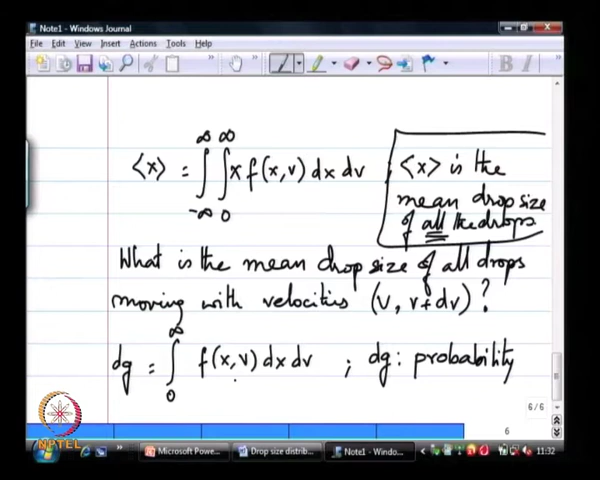 Note1 - Windows Journal
File Edit View Insert Actions Tools Help
B I
⟨x⟩ = ∫_{-∞}^{∞} ∫_{0}^{∞} x f(x,v) dx dv
⟨x⟩ is the
mean drop size
of all the drops
What is the mean drop size of all drops
moving with velocities (v, v+dv)?
dg = ∫_{0}^{∞} f(x,v) dx dv ; dg: probability
6/6
6
NPTEL
Microsoft Powe...
Drop size distrib...
Note1 - Windo...
11:32